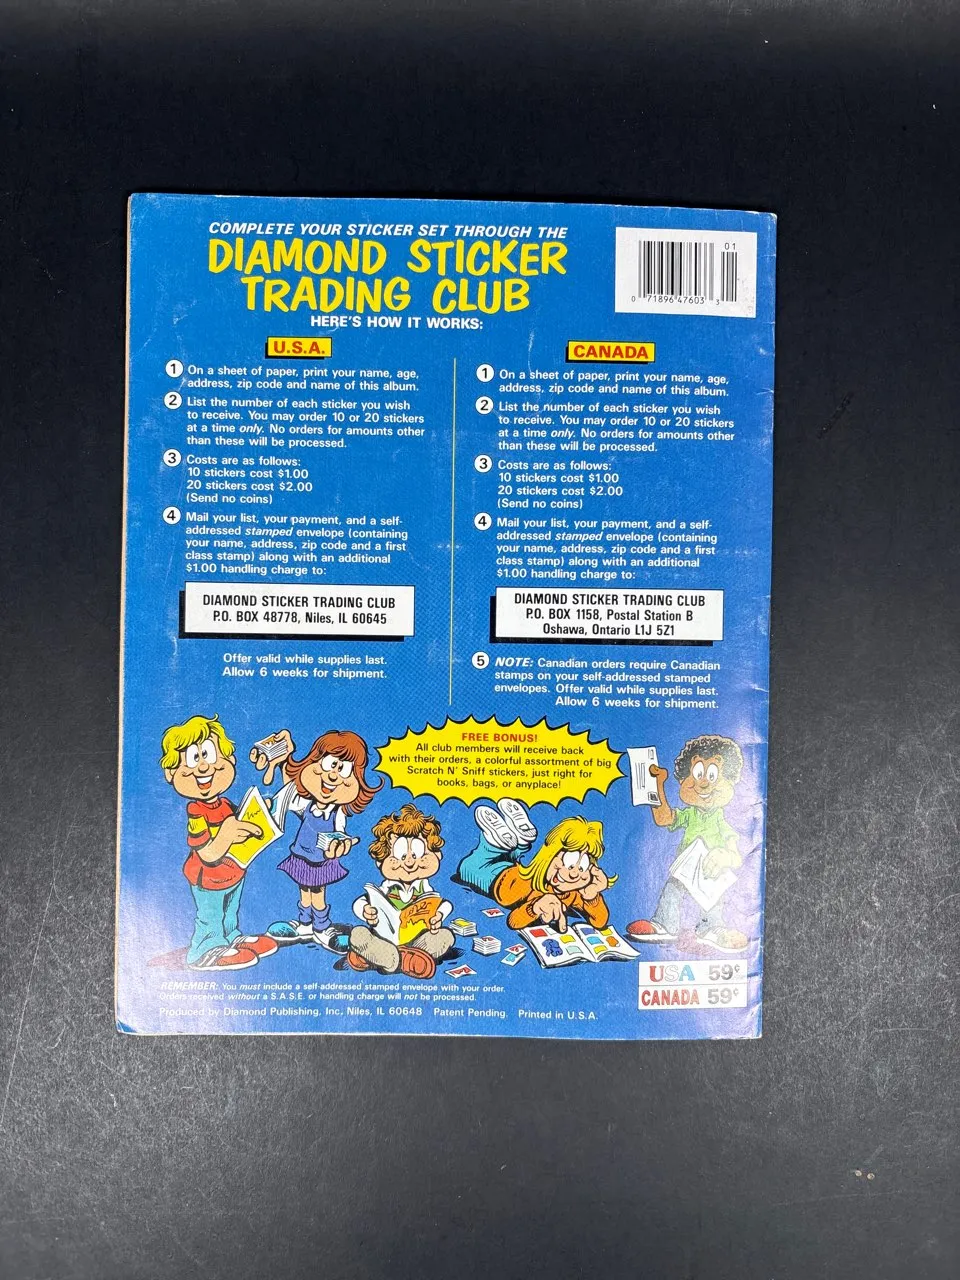 COMPLETE YOUR STICKER SET THROUGH THE
DIAMOND STICKER
TRADING CLUB
HERE'S HOW IT WORKS:
01
0 71896 47603 3
U.S.A.
1 On a sheet of paper, print your name, age,
address, zip code and name of this album.
2 List the number of each sticker you wish
to receive. You may order 10 or 20 stickers
at a time only. No orders for amounts other
than these will be processed.
3 Costs are as follows:
10 stickers cost $1.00
20 stickers cost $2.00
(Send no coins)
4 Mail your list, your payment, and a self-
addressed stamped envelope (containing
your name, address, zip code and a first
class stamp) along with an additional
$1.00 handling charge to:
DIAMOND STICKER TRADING CLUB
P.O. BOX 48778, Niles, IL 60645
Offer valid while supplies last.
Allow 6 weeks for shipment.
CANADA
1 On a sheet of paper, print your name, age,
address, zip code and name of this album.
2 List the number of each sticker you wish
to receive. You may order 10 or 20 stickers
at a time only. No orders for amounts other
than these will be processed.
3 Costs are as follows:
10 stickers cost $1.00
20 stickers cost $2.00
(Send no coins)
4 Mail your list, your payment, and a self-
addressed stamped envelope (containing
your name, address, zip code and a first
class stamp) along with an additional
$1.00 handling charge to:
DIAMOND STICKER TRADING CLUB
P.O. BOX 1158, Postal Station B
Oshawa, Ontario L1J 5Z1
5 NOTE: Canadian orders require Canadian
stamps on your self-addressed stamped
envelopes. Offer valid while supplies last.
Allow 6 weeks for shipment.
FREE BONUS!
All club members will receive back
with their orders, a colorful assortment of big
Scratch N' Sniff stickers, just right for
books, bags, or anyplace!
USA 59¢
CANADA 59¢
REMEMBER: You must include a self-addressed stamped envelope with your order.
Orders received without a S.A.S.E. or handling charge will not be processed.
Produced by Diamond Publishing, Inc. Niles, IL 60648 Patent Pending. Printed in U.S.A.